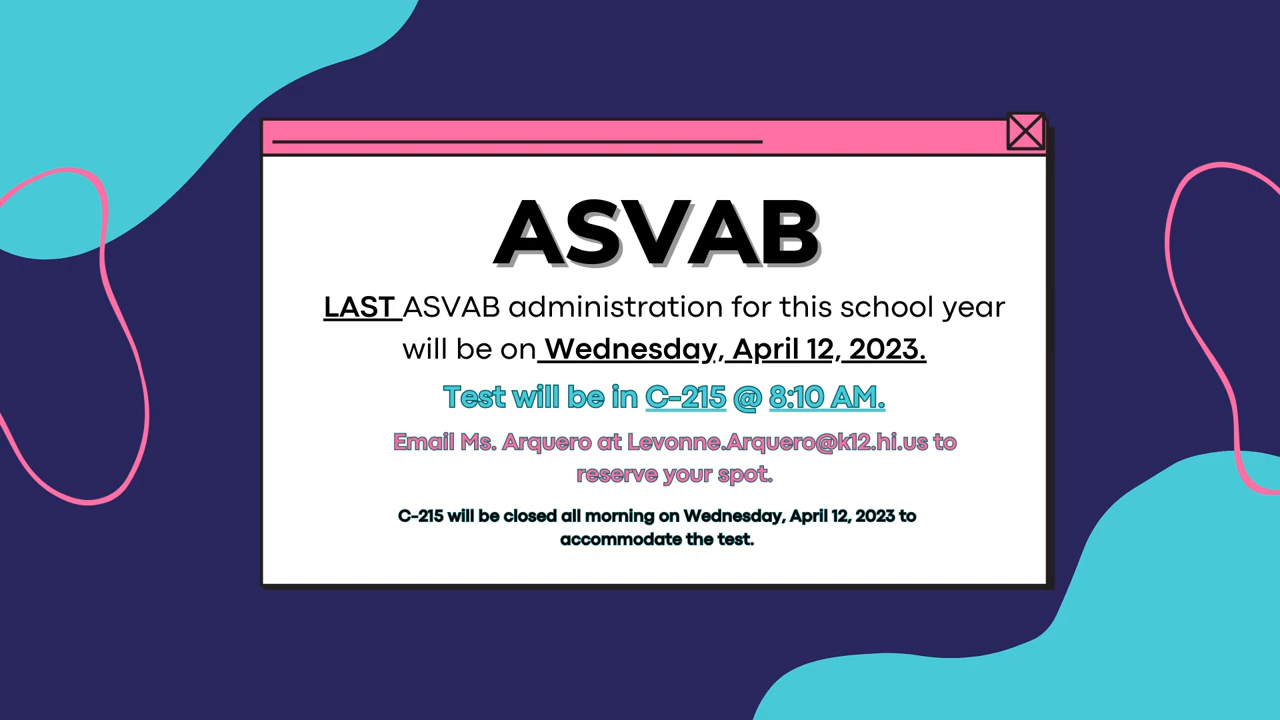 ASVAB
LAST ASVAB administration for this school year
will be on Wednesday, April 12, 2023.
Test will be in C-215 @ 8:10 AM.
Email Ms. Arquero at Levonne.Arquero@k12.hi.us to
reserve your spot.
C-215 will be closed all morning on Wednesday, April 12, 2023 to
accommodate the test.